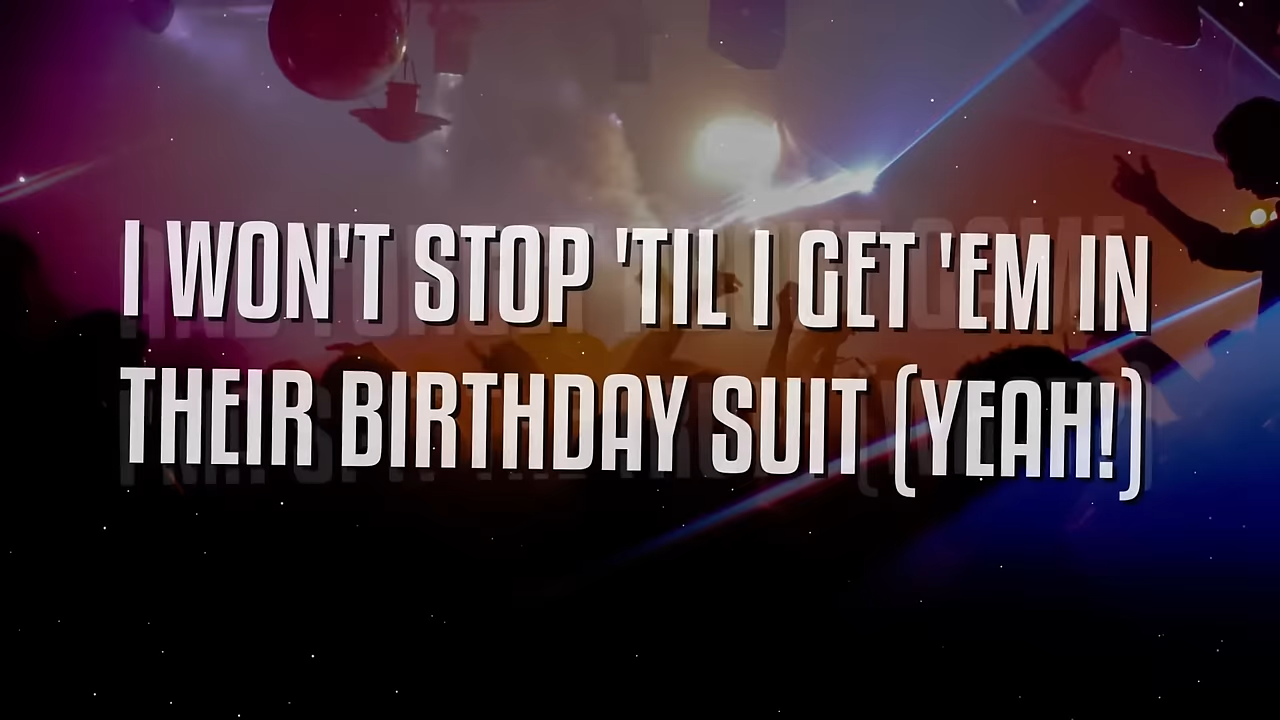 I WON'T STOP 'TIL I GET 'EM IN
THEIR BIRTHDAY SUIT (YEAH!)